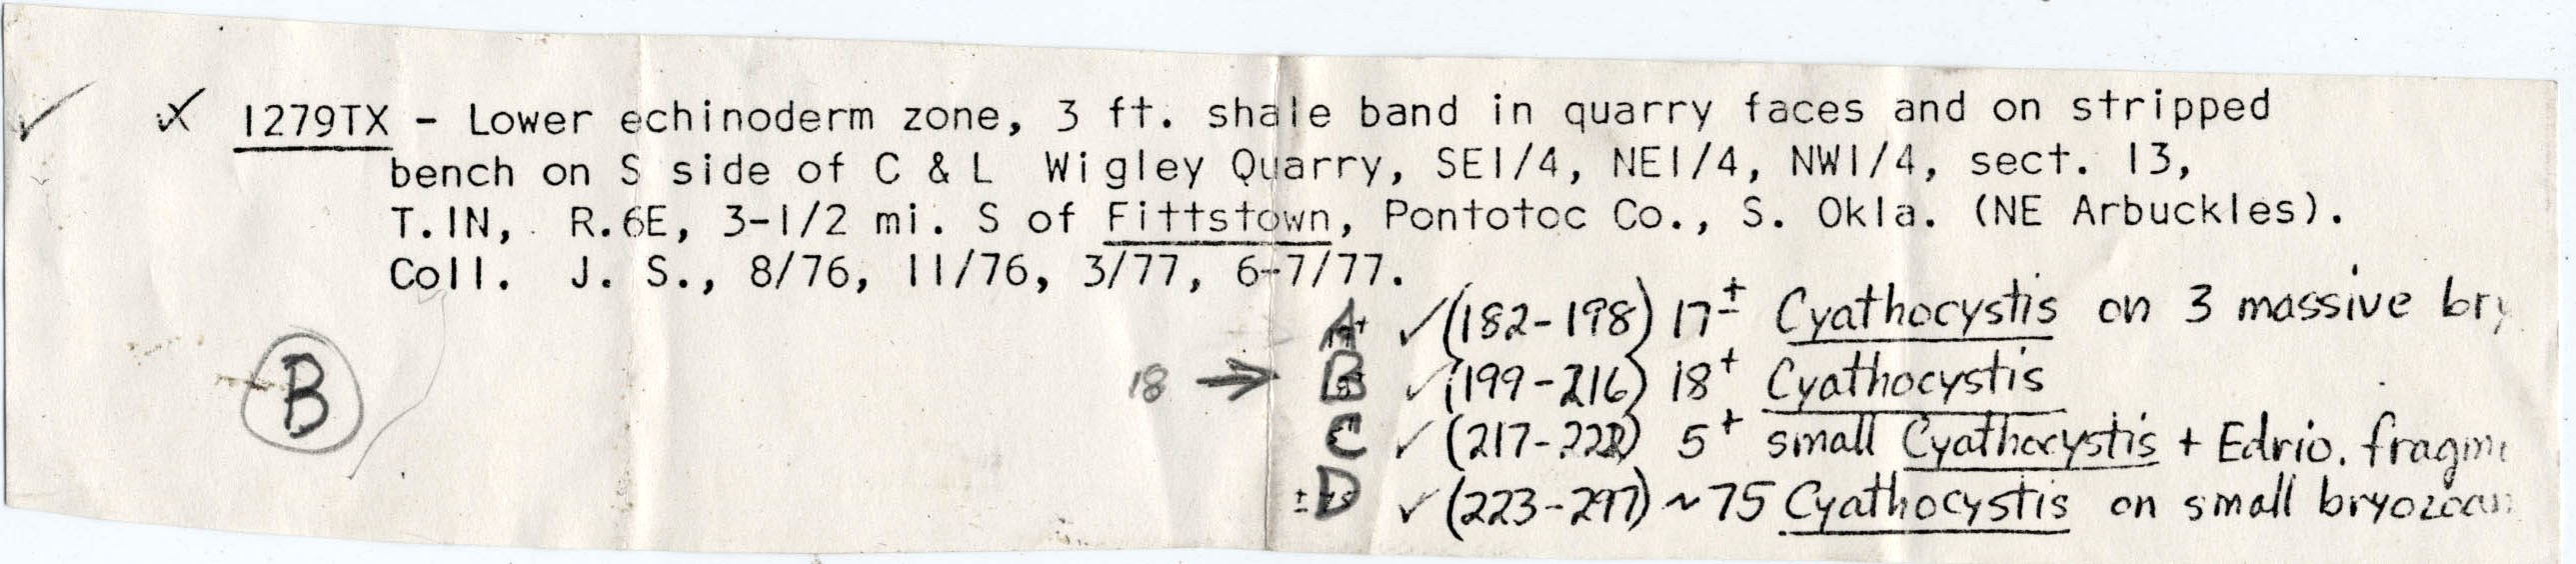 ✓ x 1279TX - Lower echinoderm zone, 3 ft. shale band in quarry faces and on stripped
bench on S side of C & L Wigley Quarry, SE1/4, NE1/4, NW1/4, sect. 13,
T.1N, R.6E, 3-1/2 mi. S of Fittstown, Pontotoc Co., S. Okla. (NE Arbuckles).
Coll. J. S., 8/76, 11/76, 3/77, 6-7/77.
A ✓ (182-198) 17± Cyathocystis on 3 massive bry
B
18 → B ✓ (199-216) 18+ Cyathocystis
C ✓ (217-222) 5+ small Cyathocystis + Edrio. fragm
D ✓ (223-297) ~75 Cyathocystis on small bryozoan